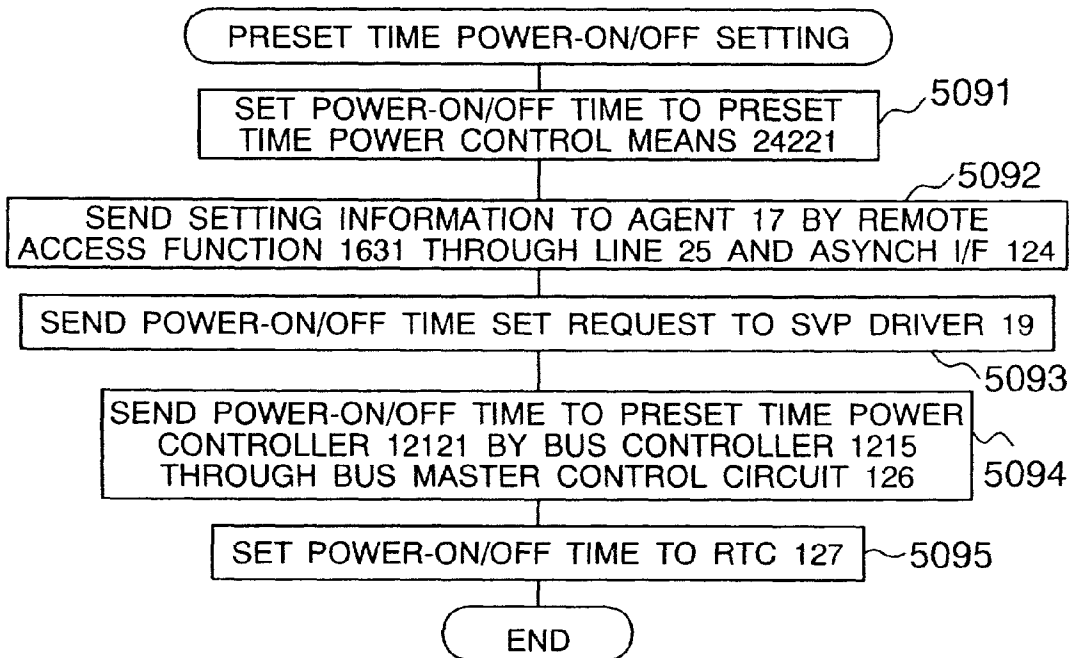 PRESET TIME POWER-ON/OFF SETTING
SET POWER-ON/OFF TIME TO PRESET
TIME POWER CONTROL MEANS 24221
5091
5092
SEND SETTING INFORMATION TO AGENT 17 BY REMOTE
ACCESS FUNCTION 1631 THROUGH LINE 25 AND ASYNCH I/F 124
SEND POWER-ON/OFF TIME SET REQUEST TO SVP DRIVER 19
5093
SEND POWER-ON/OFF TIME TO PRESET TIME POWER
CONTROLLER 12121 BY BUS CONTROLLER 1215
THROUGH BUS MASTER CONTROL CIRCUIT 126
5094
SET POWER-ON/OFF TIME TO RTC 127
5095
END